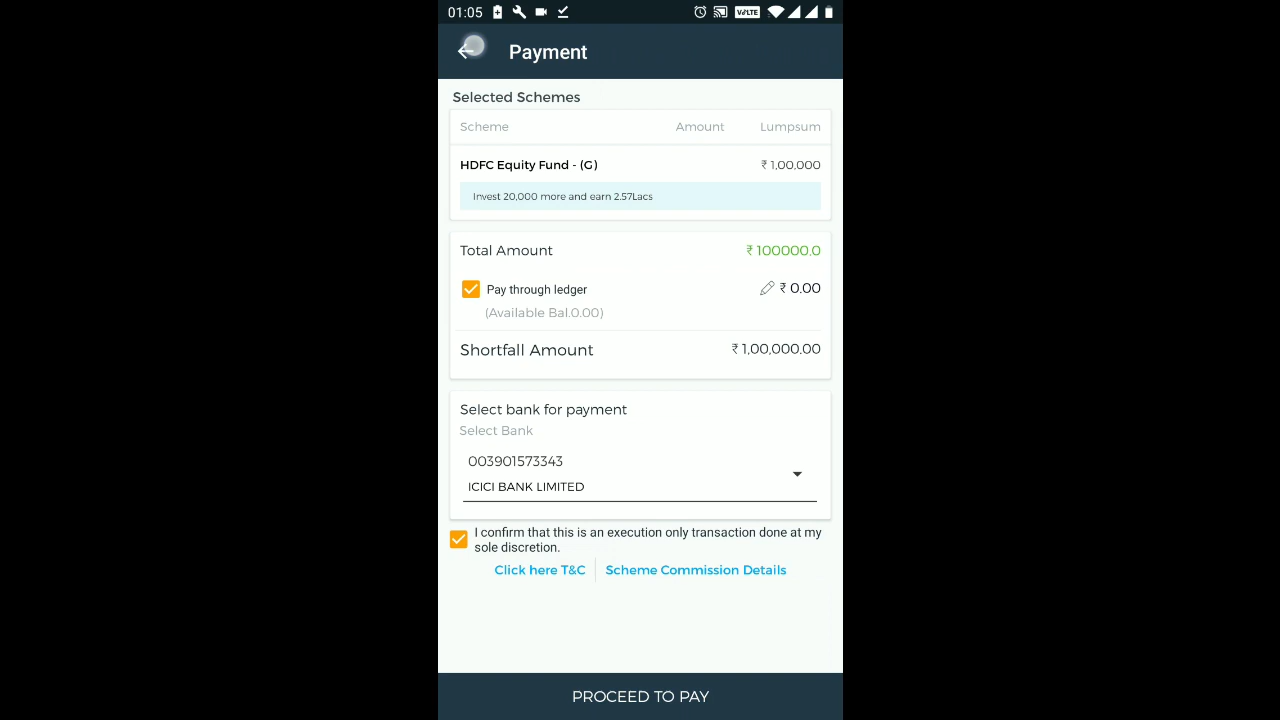 01:05 VoLTE
Payment
Selected Schemes
Scheme Amount Lumpsum
HDFC Equity Fund - (G) ₹ 1,00,000
Invest 20,000 more and earn 2.57Lacs
Total Amount ₹ 100000.0
Pay through ledger ₹ 0.00
(Available Bal.0.00)
Shortfall Amount ₹ 1,00,000.00
Select bank for payment
Select Bank
003901573343
ICICI BANK LIMITED
I confirm that this is an execution only transaction done at my
sole discretion.
Click here T&C Scheme Commission Details
PROCEED TO PAY